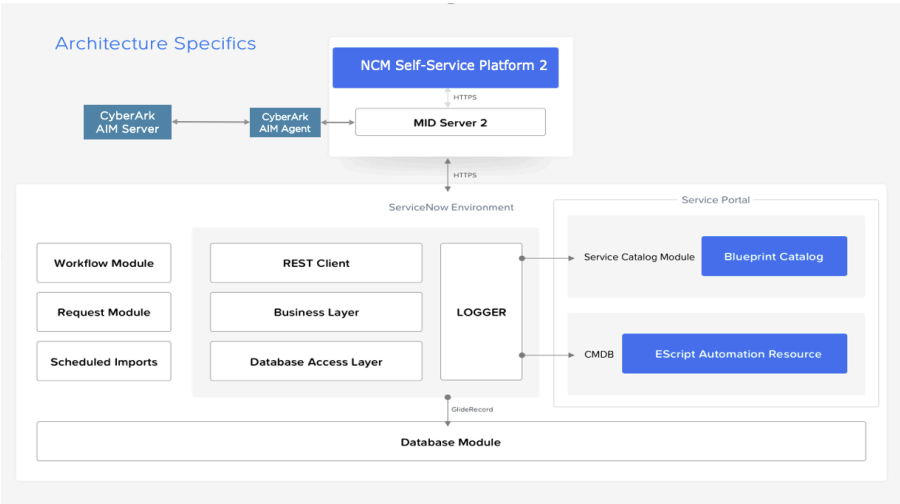 Architecture Specifics
NCM Self-Service Platform 2
HTTPS
CyberArk
AIM Server
CyberArk
AIM Agent
MID Server 2
HTTPS
ServiceNow Environment
Service Portal
Workflow Module
REST Client
Service Catalog Module
Blueprint Catalog
Request Module
Business Layer
LOGGER
Scheduled Imports
Database Access Layer
CMDB
EScript Automation Resource
GlideRecord
Database Module